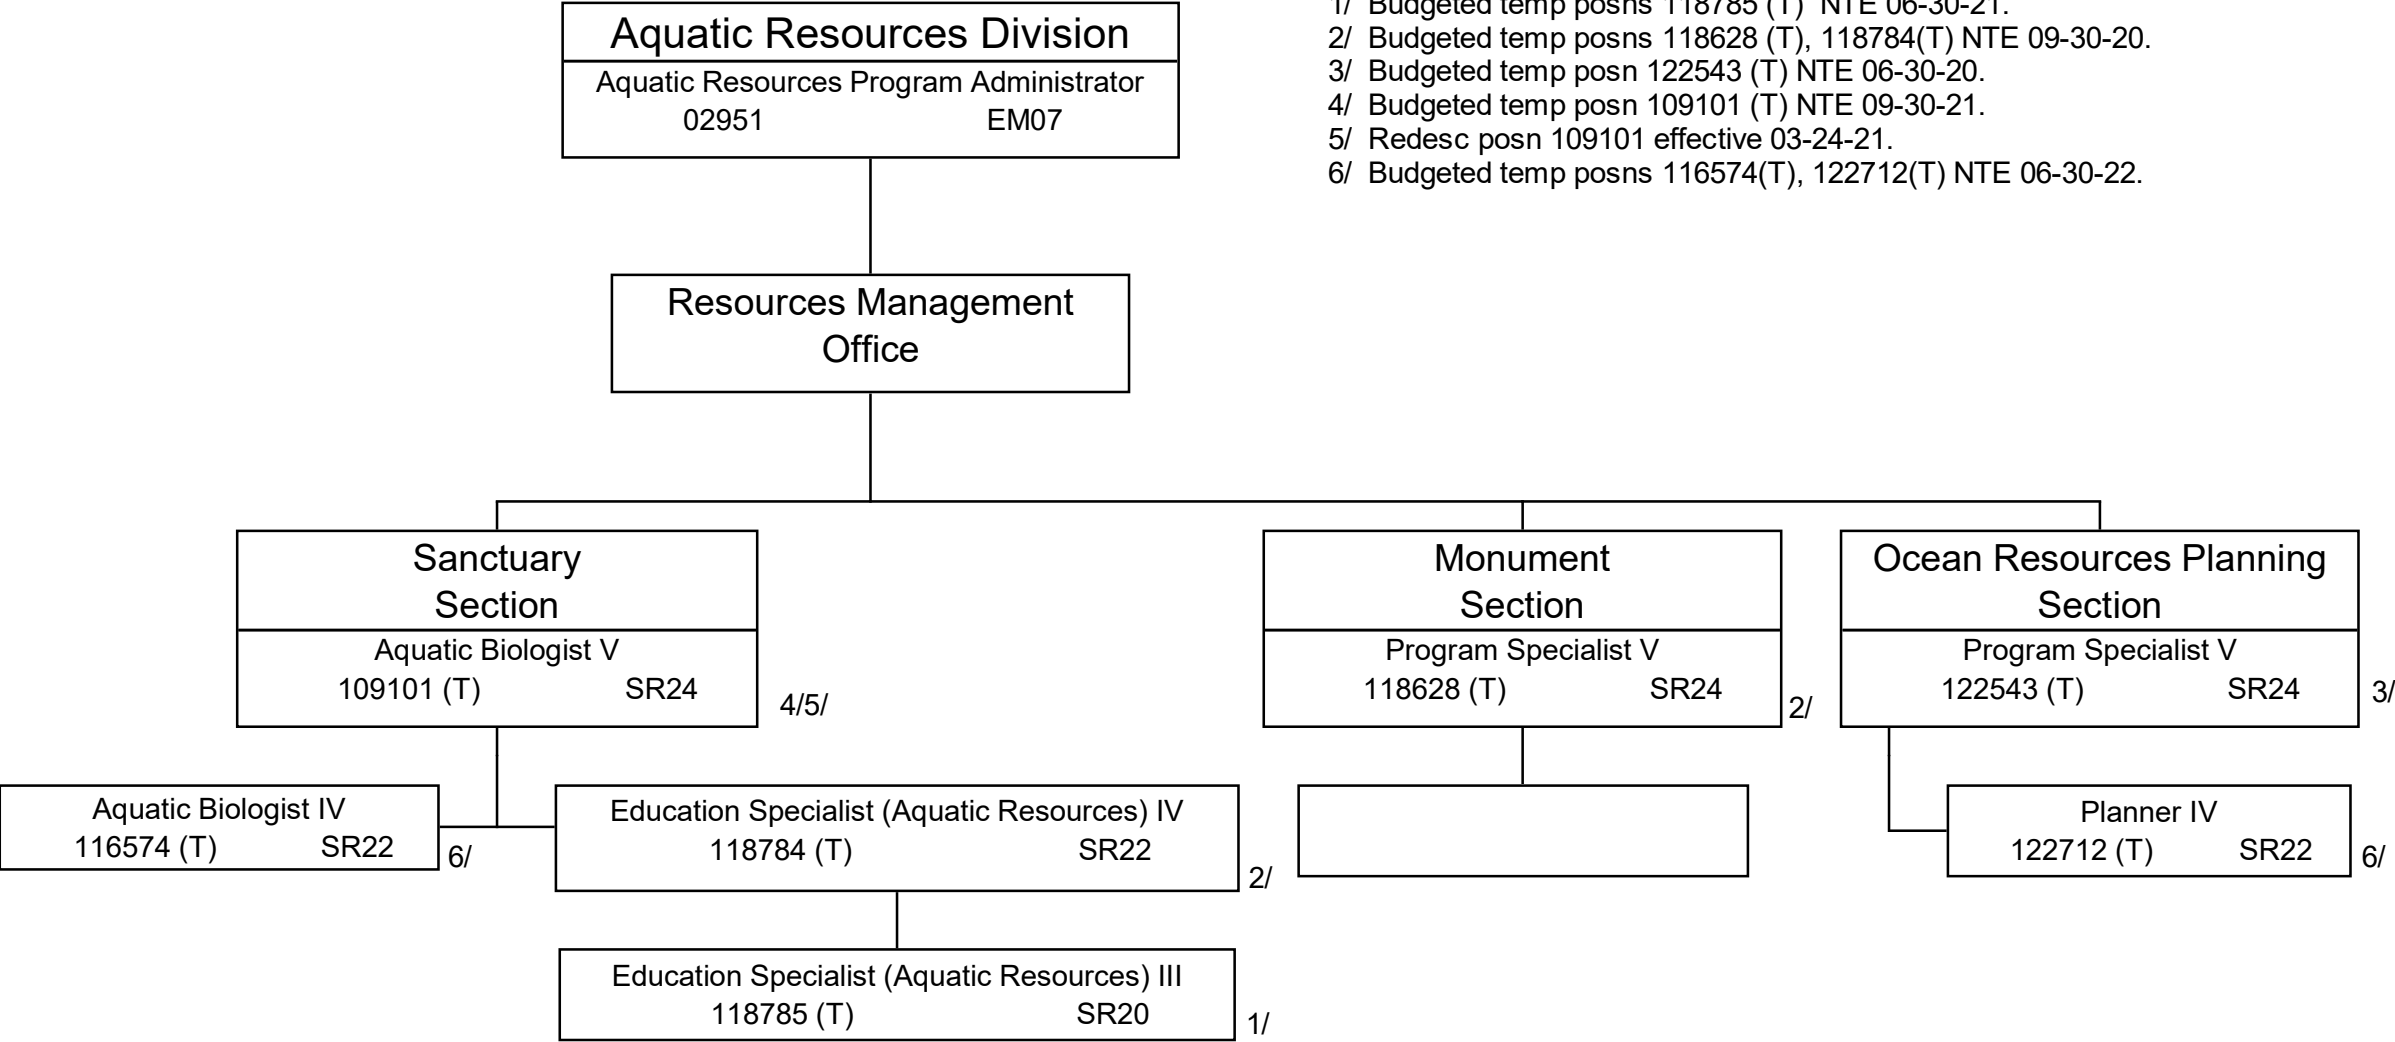 1/ Budgeted temp posns 118785 (T) NTE 06-30-21.
2/ Budgeted temp posns 118628 (T), 118784(T) NTE 09-30-20.
3/ Budgeted temp posn 122543 (T) NTE 06-30-20.
4/ Budgeted temp posn 109101 (T) NTE 09-30-21.
5/ Redesc posn 109101 effective 03-24-21.
6/ Budgeted temp posns 116574(T), 122712(T) NTE 06-30-22.
Aquatic Resources Division
Aquatic Resources Program Administrator
02951 EM07
Resources Management
Office
Sanctuary
Section
Aquatic Biologist V
109101 (T) SR24
4/5/
Aquatic Biologist IV
116574 (T) SR22
6/
Education Specialist (Aquatic Resources) IV
118784 (T) SR22
2/
Education Specialist (Aquatic Resources) III
118785 (T) SR20
1/
Monument
Section
Program Specialist V
118628 (T) SR24
2/
Ocean Resources Planning
Section
Program Specialist V
122543 (T) SR24
3/
Planner IV
122712 (T) SR22
6/